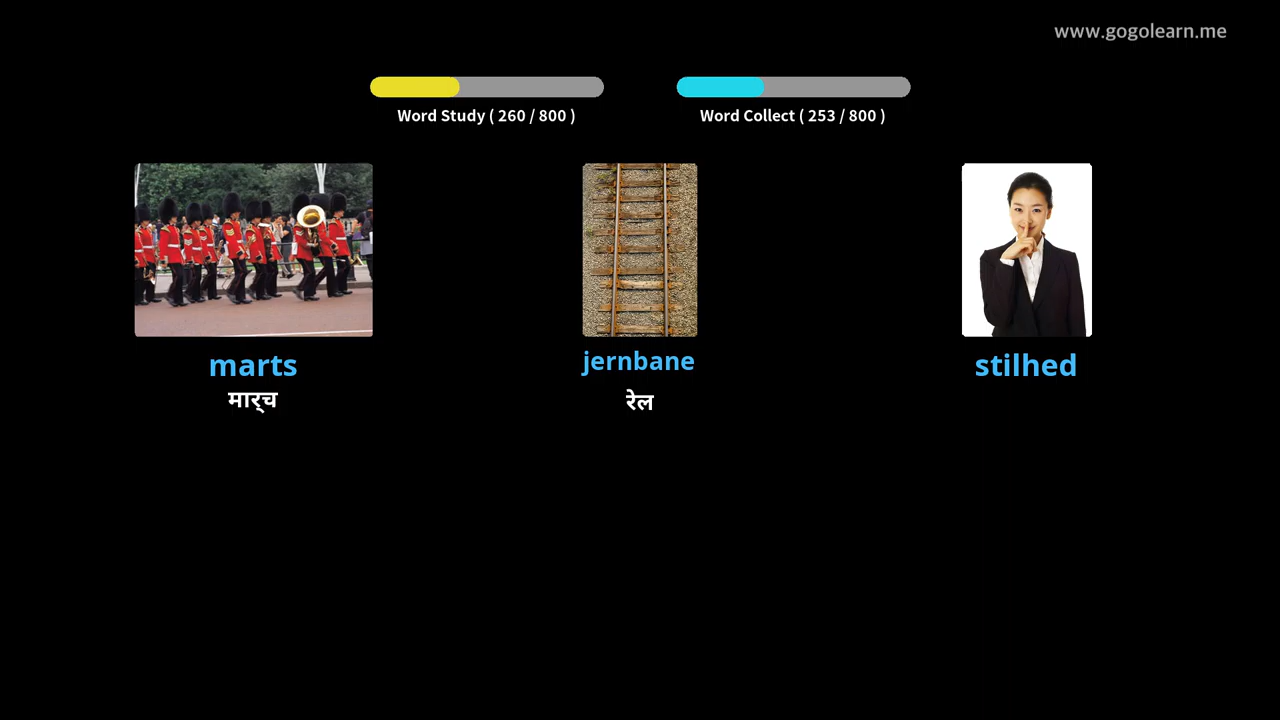 www.gogolearn.me
Word Study ( 260 / 800 )
Word Collect ( 253 / 800 )
marts
jernbane
stilhed
मार्‌च
रेल